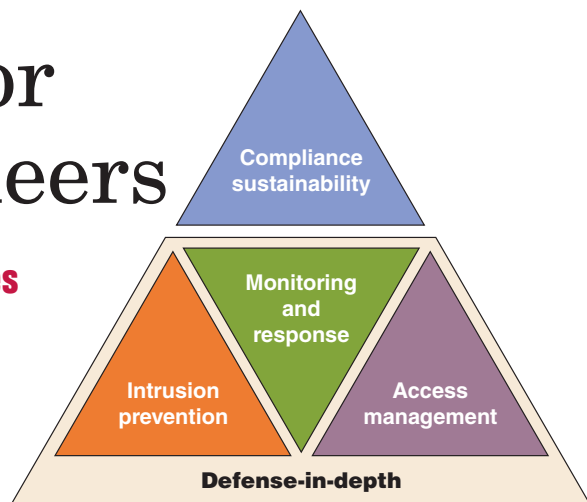 or
eers
s
Compliance
sustainability
Monitoring
and
response
Intrusion
prevention
Access
management
Defense-in-depth